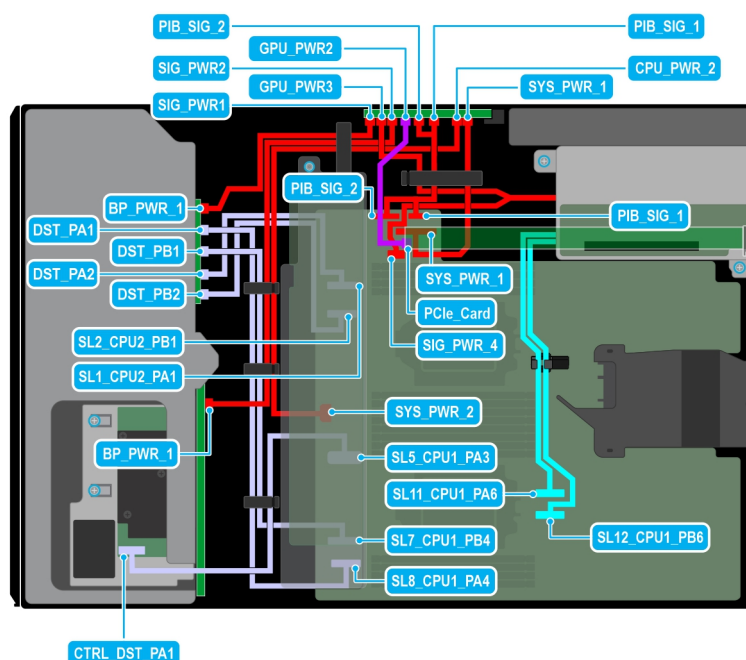 PIB_SIG_2
PIB_SIG_1
GPU_PWR2
SIG_PWR2
CPU_PWR_2
GPU_PWR3
SYS_PWR_1
SIG_PWR1
PIB_SIG_2
BP_PWR_1
PIB_SIG_1
DST_PA1
DST_PB1
DST_PA2
SYS_PWR_1
DST_PB2
PCIe_Card
SL2_CPU2_PB1
SIG_PWR_4
SL1_CPU2_PA1
SYS_PWR_2
BP_PWR_1
SL5_CPU1_PA3
SL11_CPU1_PA6
SL7_CPU1_PB4
SL12_CPU1_PB6
SL8_CPU1_PA4
CTRL_DST_PA1